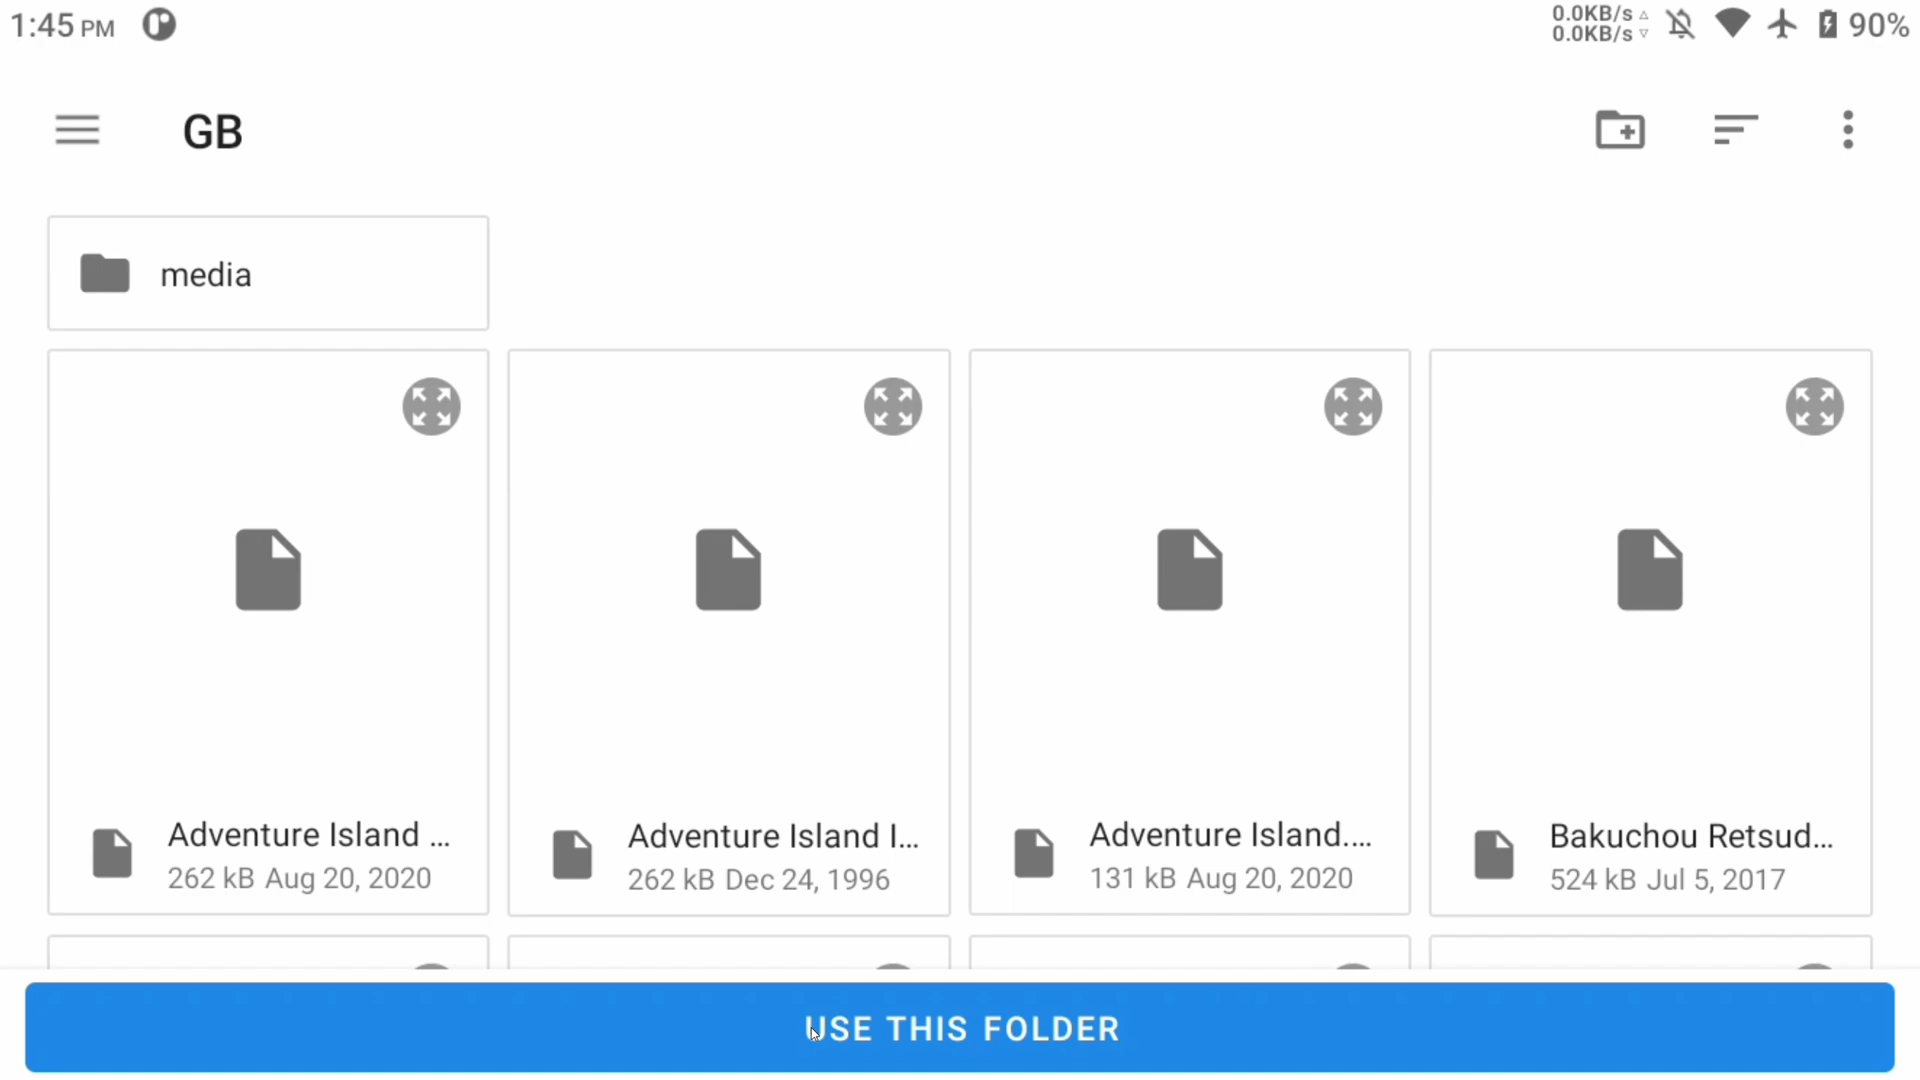 1:45 PM
0.0KB/s
0.0KB/s
90%
GB
media
Adventure Island ...
262 kB Aug 20, 2020
Adventure Island I...
262 kB Dec 24, 1996
Adventure Island....
131 kB Aug 20, 2020
Bakuchou Retsud...
524 kB Jul 5, 2017
USE THIS FOLDER